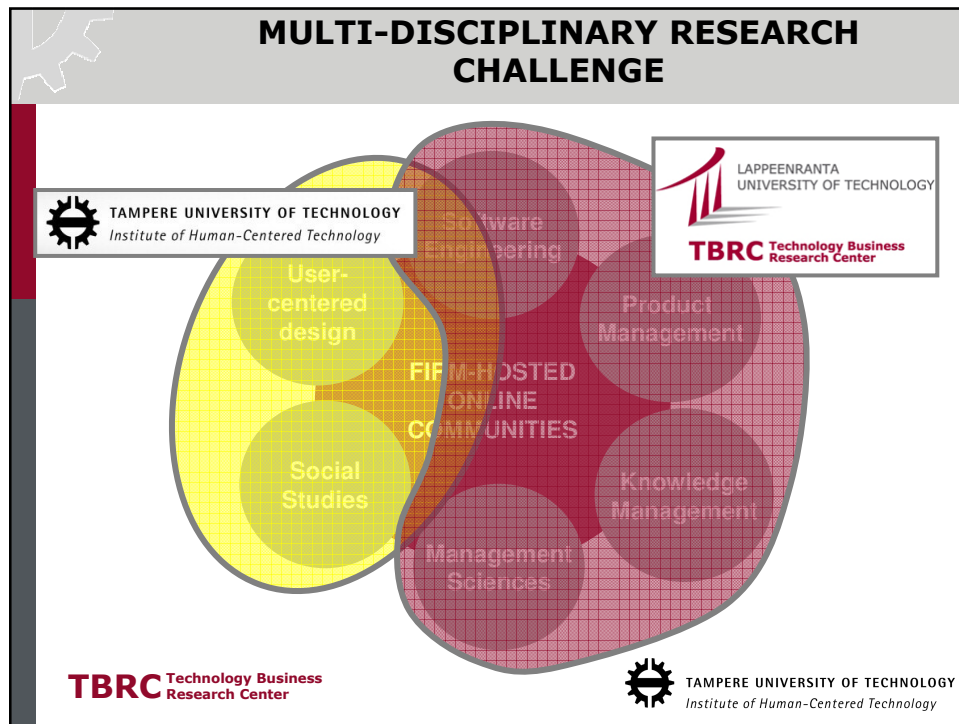 MULTI-DISCIPLINARY RESEARCH
CHALLENGE
LAPPEENRANTA
UNIVERSITY OF TECHNOLOGY
TBRC Technology Business
Research Center
TAMPERE UNIVERSITY OF TECHNOLOGY
Institute of Human-Centered Technology
Software
Engineering
User-
centered
design
Product
Management
FIRM-HOSTED
ONLINE
COMMUNITIES
Social
Studies
Knowledge
Management
Management
Sciences
TBRC Technology Business
Research Center
TAMPERE UNIVERSITY OF TECHNOLOGY
Institute of Human-Centered Technology